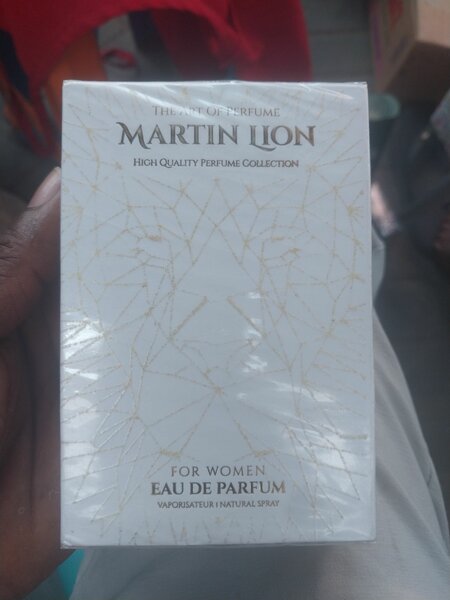 THE ART OF PERFUME
MARTIN LION
HIGH QUALITY PERFUME COLLECTION
FOR WOMEN
EAU DE PARFUM
VAPORISATEUR : NATURAL SPRAY